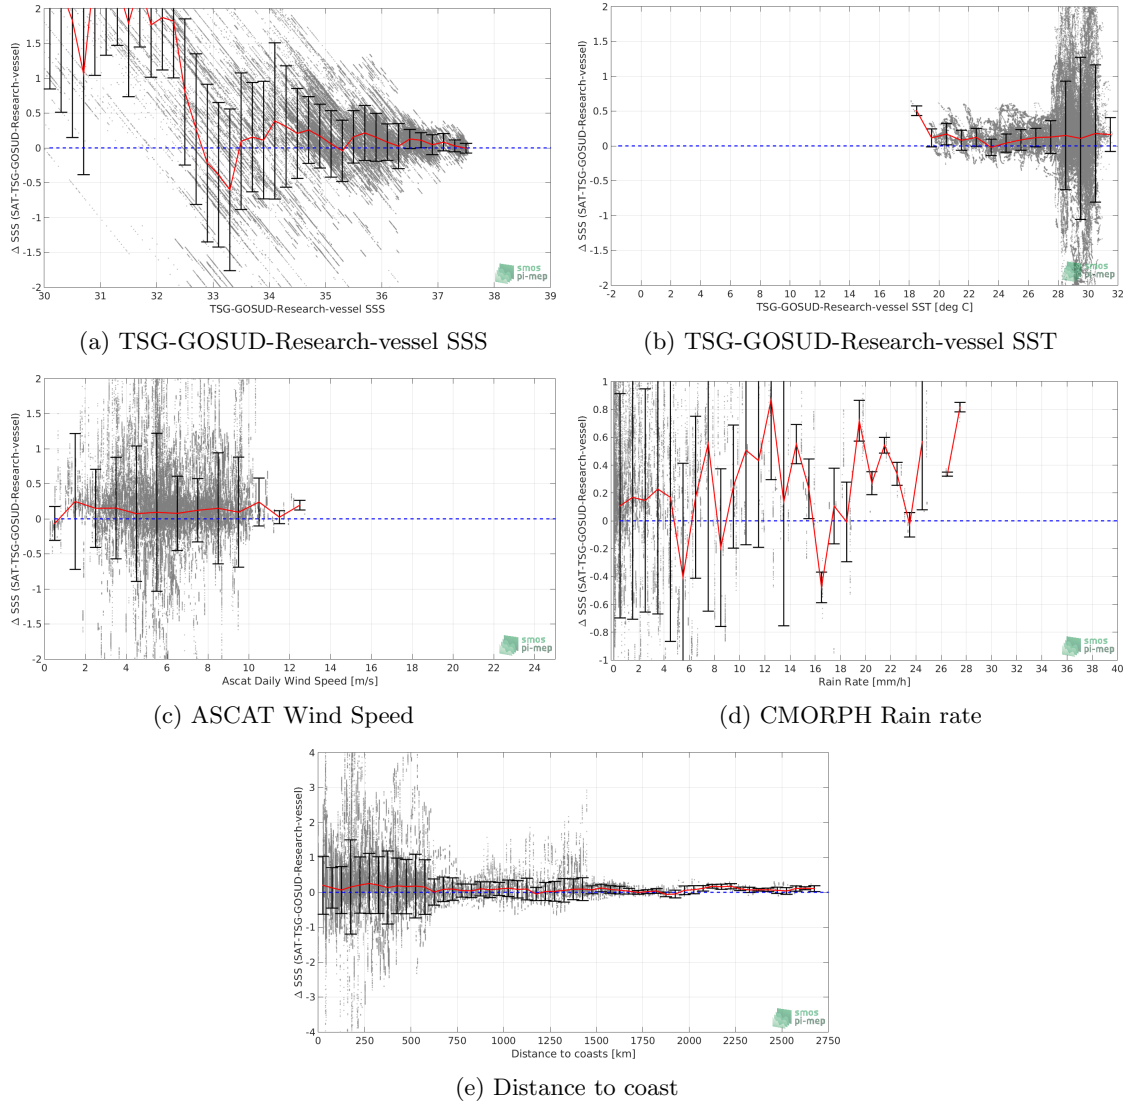 2
1.5
1
0.5
0
-0.5
-1
-1.5
-2
Δ SSS (SAT-TSG-GOSUD-Research-vessel)
30 31 32 33 34 35 36 37 38 39
TSG-GOSUD-Research-vessel SSS
smos
pi-mep
(a) TSG-GOSUD-Research-vessel SSS
2
1.5
1
0.5
0
-0.5
-1
-1.5
-2
Δ SSS (SAT-TSG-GOSUD-Research-vessel)
-2 0 2 4 6 8 10 12 14 16 18 20 22 24 26 28 30 32
TSG-GOSUD-Research-vessel SST [deg C]
smos
pi-mep
(b) TSG-GOSUD-Research-vessel SST
2
1.5
1
0.5
0
-0.5
-1
-1.5
-2
Δ SSS (SAT-TSG-GOSUD-Research-vessel)
0 2 4 6 8 10 12 14 16 18 20 22 24
Ascat Daily Wind Speed [m/s]
smos
pi-mep
(c) ASCAT Wind Speed
1
0.8
0.6
0.4
0.2
0
-0.2
-0.4
-0.6
-0.8
-1
Δ SSS (SAT-TSG-GOSUD-Research-vessel)
0 2 4 6 8 10 12 14 16 18 20 22 24 26 28 30 32 34 36 38 40
Rain Rate [mm/h]
smos
pi-mep
(d) CMORPH Rain rate
4
3
2
1
0
-1
-2
-3
-4
Δ SSS (SAT-TSG-GOSUD-Research-vessel)
0 250 500 750 1000 1250 1500 1750 2000 2250 2500 2750
Distance to coasts [km]
smos
pi-mep
(e) Distance to coast